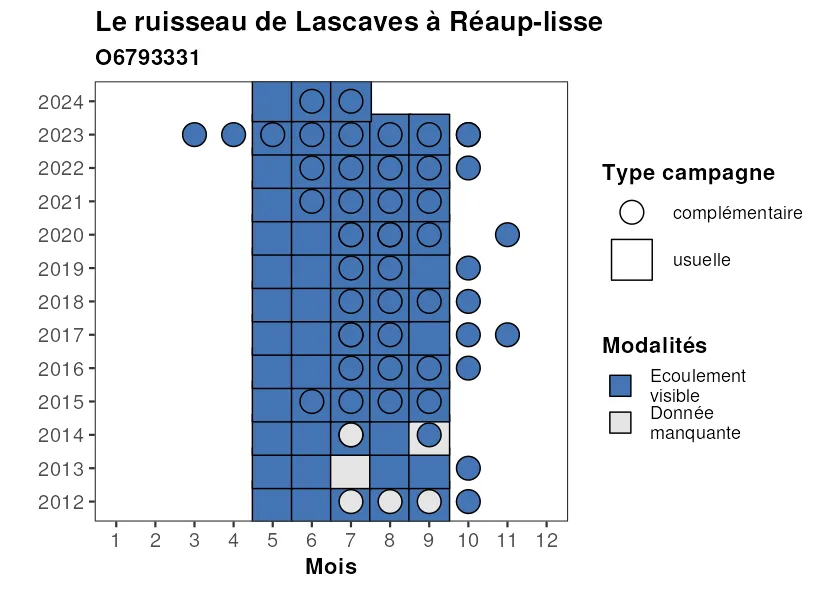 Le ruisseau de Lascaves à Réaup-lisse
O6793331
2024
2023
2022
2021
2020
2019
2018
2017
2016
2015
2014
2013
2012
1 2 3 4 5 6 7 8 9 10 11 12
Mois
Type campagne
complémentaire
usuelle
Modalités
Ecoulement
visible
Donnée
manquante